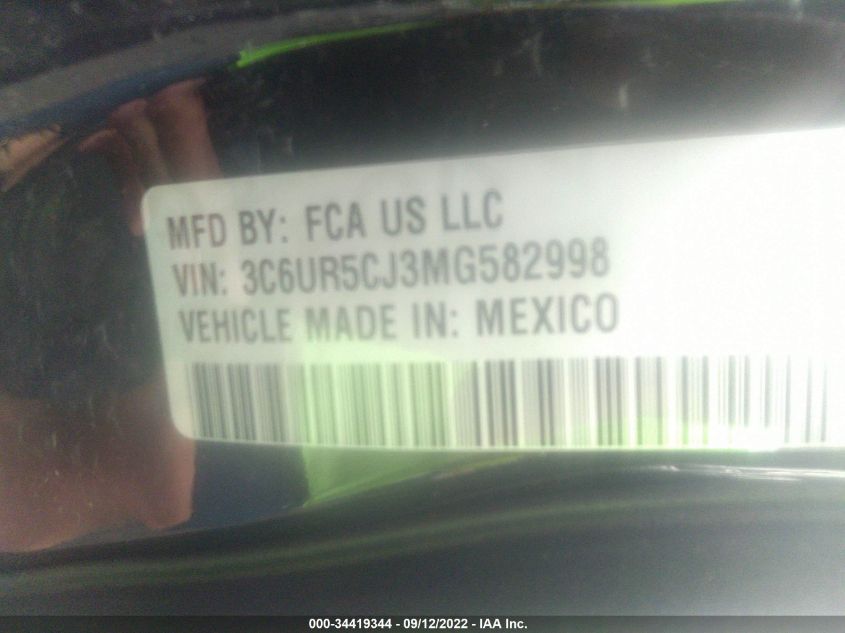 MFD BY: FCA US LLC
VIN: 3C6UR5CJ3MG582998
VEHICLE MADE IN: MEXICO
000-34419344 - 09/12/2022 - IAA Inc.